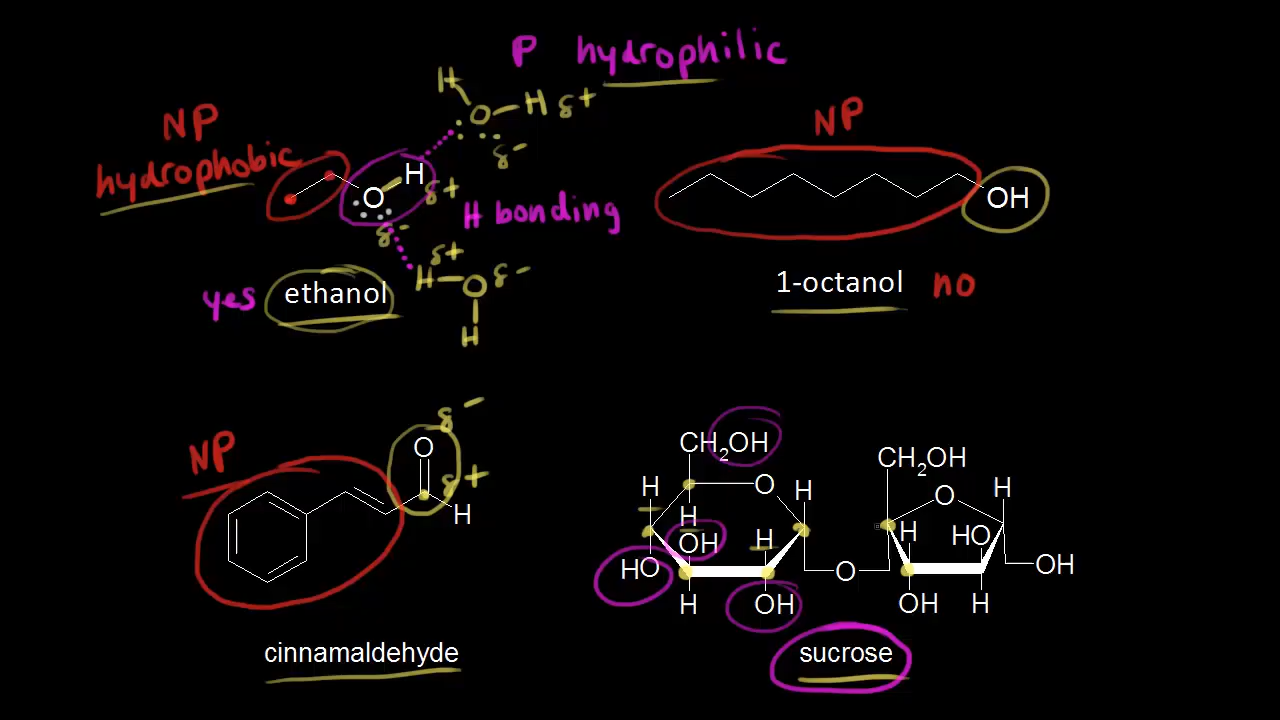 P hydrophilic
NP
hydrophobic
H
O H δ+
δ-
H
O
δ+
δ-
H bonding
δ+
H O δ-
H
yes ethanol
NP
OH
1-octanol no
NP
δ-
O
δ+
H
cinnamaldehyde
CH2OH
H O H
H
OH H
HO
H OH
O
CH2OH
O H
H HO
OH
OH H
sucrose